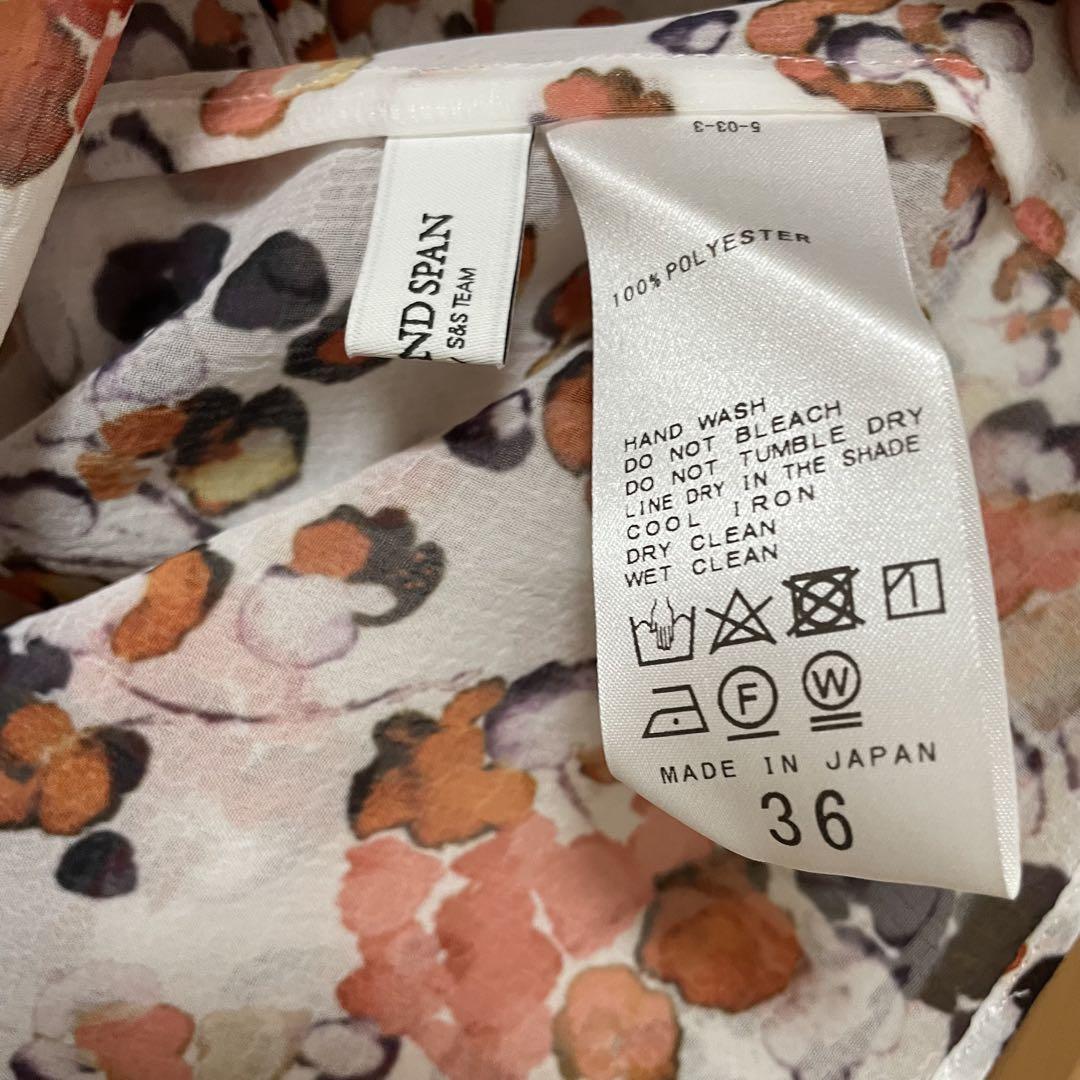 5-03-3
ND SPAN
S&S TEAM
100% POLYESTER
HAND WASH
DO NOT BLEACH
DO NOT TUMBLE DRY
LINE DRY IN THE SHADE
COOL IRON
DRY CLEAN
WET CLEAN
F W
MADE IN JAPAN
36